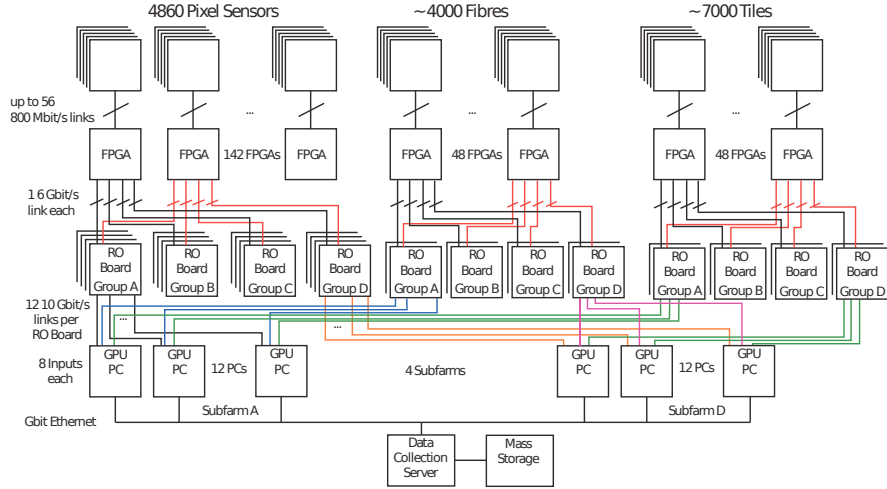 4860 Pixel Sensors
~4000 Fibres
~7000 Tiles
up to 56
800 Mbit/s links
...
...
...
FPGA
FPGA
142 FPGAs
FPGA
FPGA
48 FPGAs
FPGA
FPGA
48 FPGAs
FPGA
1 6 Gbit/s
link each
RO
Board
Group A
RO
Board
Group B
RO
Board
Group C
RO
Board
Group D
RO
Board
Group A
RO
Board
Group B
RO
Board
Group C
RO
Board
Group D
RO
Board
Group A
RO
Board
Group B
RO
Board
Group C
RO
Board
Group D
12 10 Gbit/s
links per
RO Board
...
...
8 Inputs
each
GPU
PC
GPU
PC
12 PCs
GPU
PC
4 Subfarms
GPU
PC
GPU
PC
12 PCs
GPU
PC
Subfarm A
Subfarm D
Gbit Ethernet
Data
Collection
Server
Mass
Storage